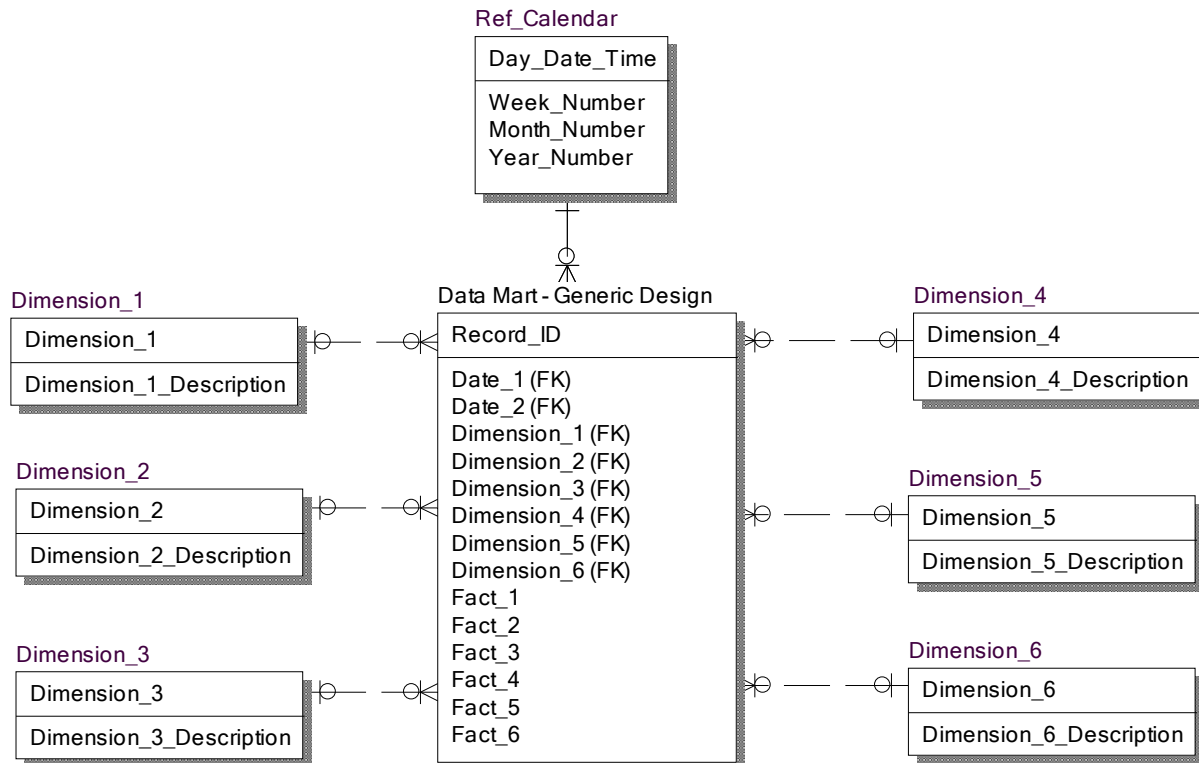 Ref_Calendar
Day_Date_Time
Week_Number
Month_Number
Year_Number
Dimension_1
Dimension_1
Dimension_1_Description
Dimension_2
Dimension_2
Dimension_2_Description
Dimension_3
Dimension_3
Dimension_3_Description
Data Mart - Generic Design
Record_ID
Date_1 (FK)
Date_2 (FK)
Dimension_1 (FK)
Dimension_2 (FK)
Dimension_3 (FK)
Dimension_4 (FK)
Dimension_5 (FK)
Dimension_6 (FK)
Fact_1
Fact_2
Fact_3
Fact_4
Fact_5
Fact_6
Dimension_4
Dimension_4
Dimension_4_Description
Dimension_5
Dimension_5
Dimension_5_Description
Dimension_6
Dimension_6
Dimension_6_Description